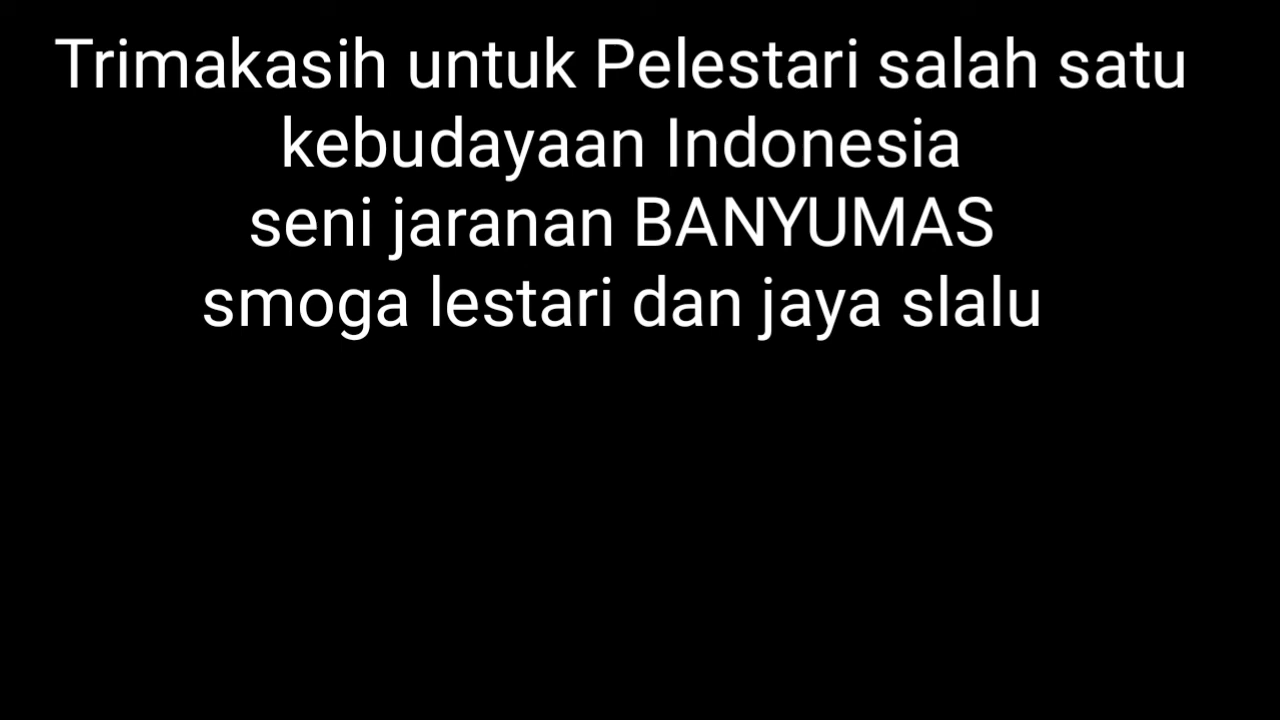 Trimakasih untuk Pelestari salah satu
kebudayaan Indonesia
seni jaranan BANYUMAS
smoga lestari dan jaya slalu